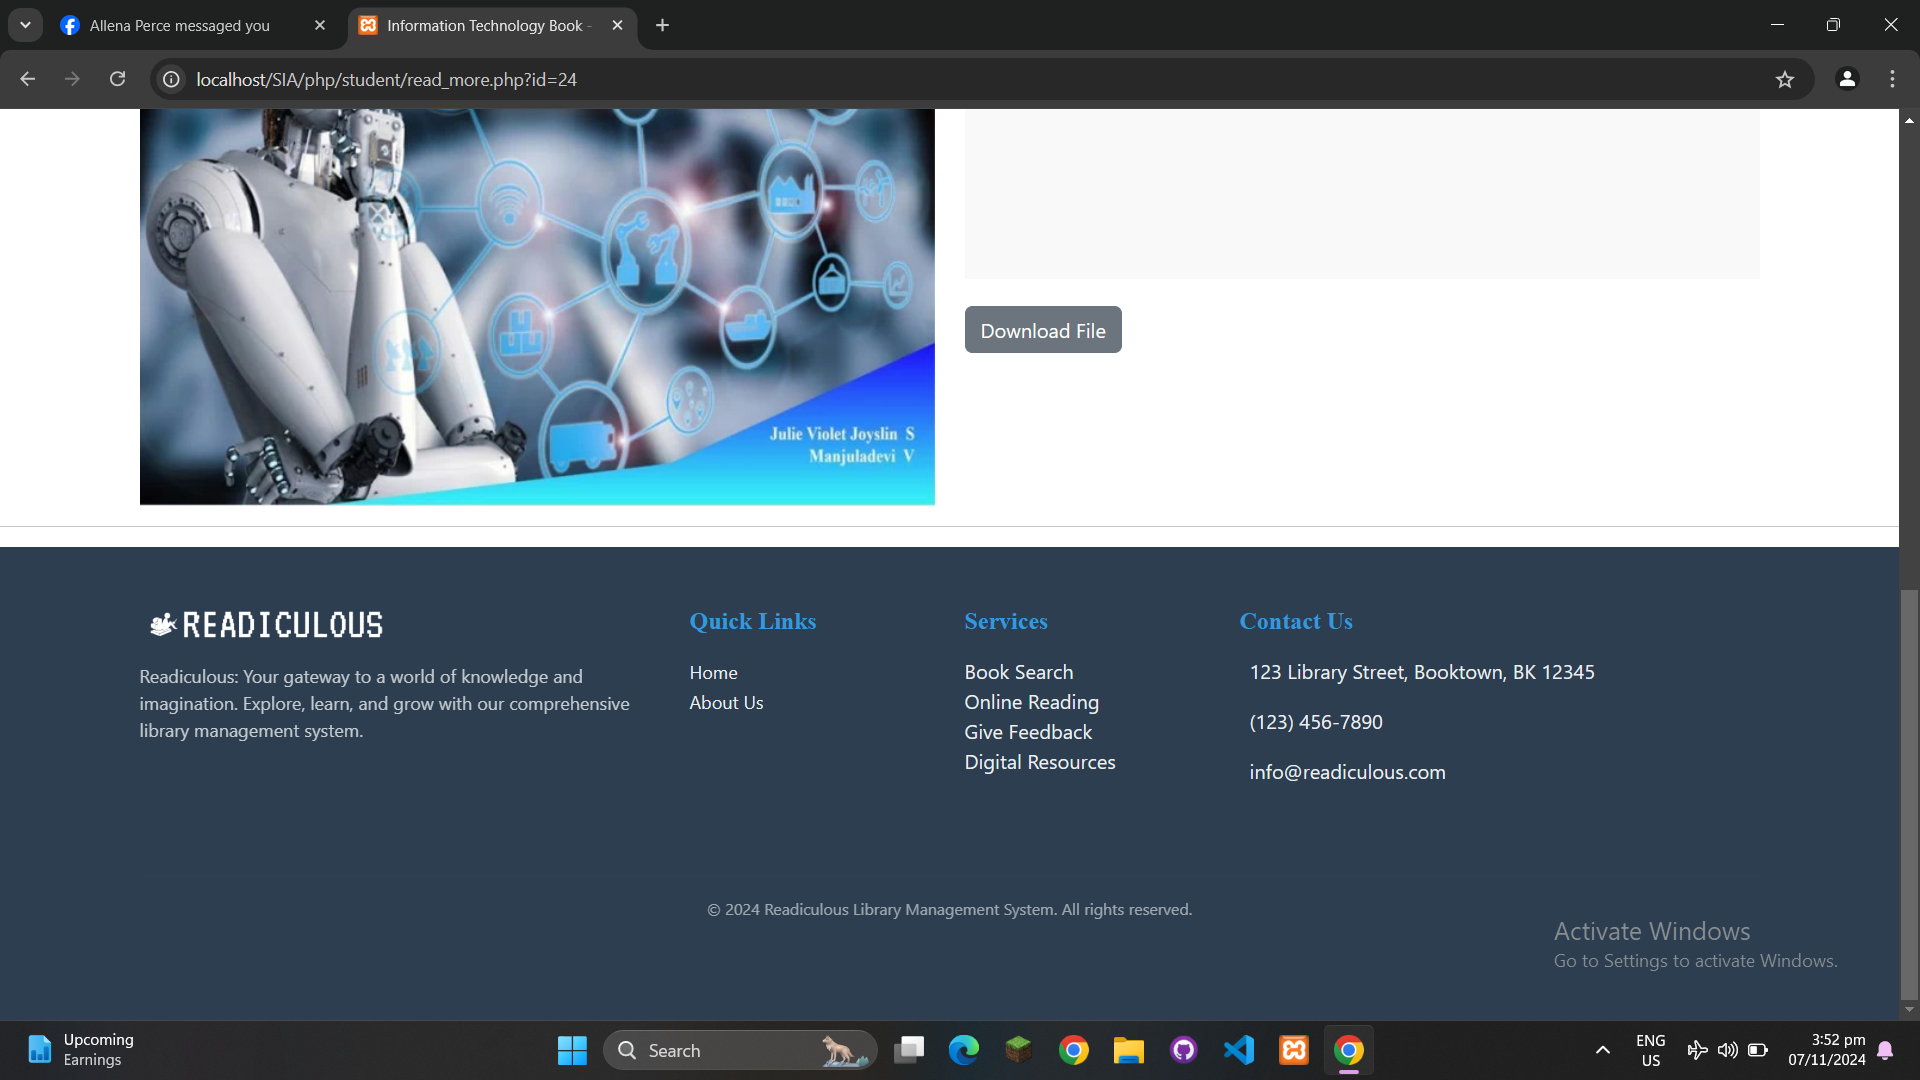 Allena Perce messaged you
Information Technology Book -
localhost/SIA/php/student/read_more.php?id=24
Download File
Julie Violet Joyslin S
Manjuladevi V
READICULOUS
Readiculous: Your gateway to a world of knowledge and
imagination. Explore, learn, and grow with our comprehensive
library management system.
Quick Links
Home
About Us
Services
Book Search
Online Reading
Give Feedback
Digital Resources
Contact Us
123 Library Street, Booktown, BK 12345
(123) 456-7890
info@readiculous.com
© 2024 Readiculous Library Management System. All rights reserved.
Activate Windows
Go to Settings to activate Windows.
Upcoming
Earnings
Search
ENG
US
3:52 pm
07/11/2024